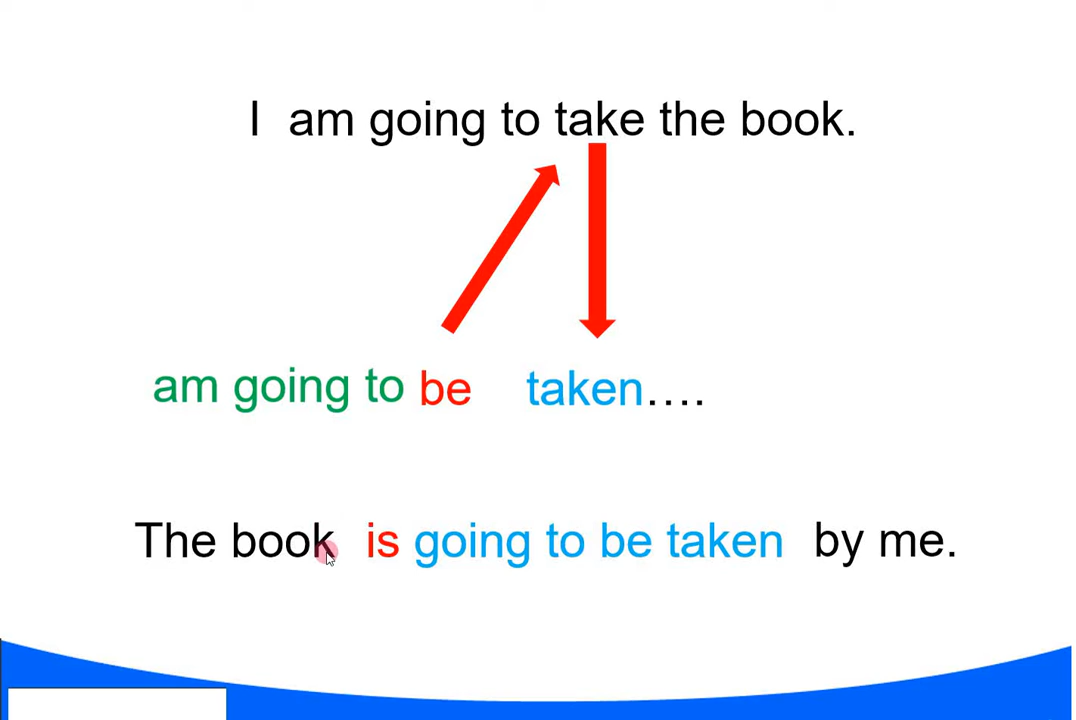 I am going to take the book.
am going to be taken....
The book is going to be taken by me.